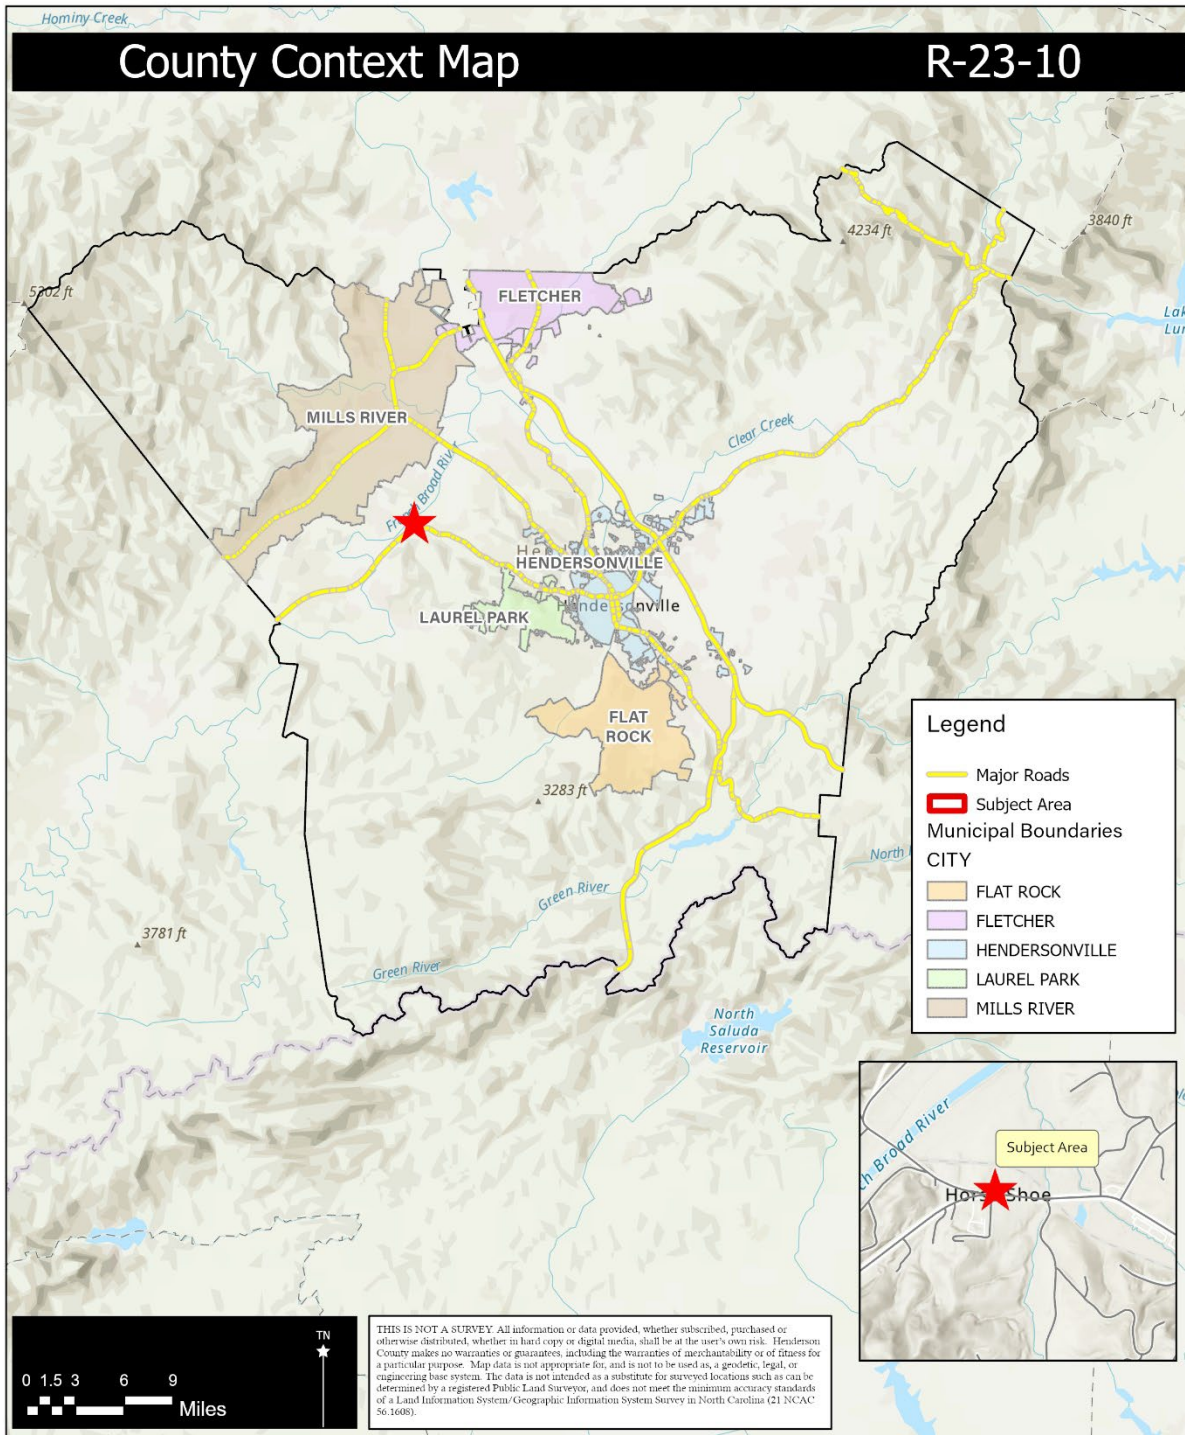 Hominy Creek
County Context Map R-23-10
4234 ft
3840 ft
5302 ft
FLETCHER
MILLS RIVER
Clear Creek
HENDERSONVILLE
Hendersonville
LAUREL PARK
FLAT
ROCK
3283 ft
Green River
3781 ft
Green River
North
Saluda
Reservoir
Legend
Major Roads
Subject Area
Municipal Boundaries
CITY
FLAT ROCK
FLETCHER
HENDERSONVILLE
LAUREL PARK
MILLS RIVER
Subject Area
TN
0 1.5 3 6 9
Miles
THIS IS NOT A SURVEY. All information or data provided, whether subscribed, purchased or
otherwise distributed, whether in hard copy or digital media, shall be at the user's own risk. Henderson
County makes no warranties or guarantees, including the warranties of merchantability or of fitness for
a particular purpose. Map data is not appropriate for, and is not to be used as, a geodetic, legal, or
engineering base system. The data is not intended as a substitute for surveyed locations such as can be
determined by a registered Public Land Surveyor, and does not meet the minimum accuracy standards
of a Land Information System/Geographic Information System Survey in North Carolina (21 NCAC
56.1608).